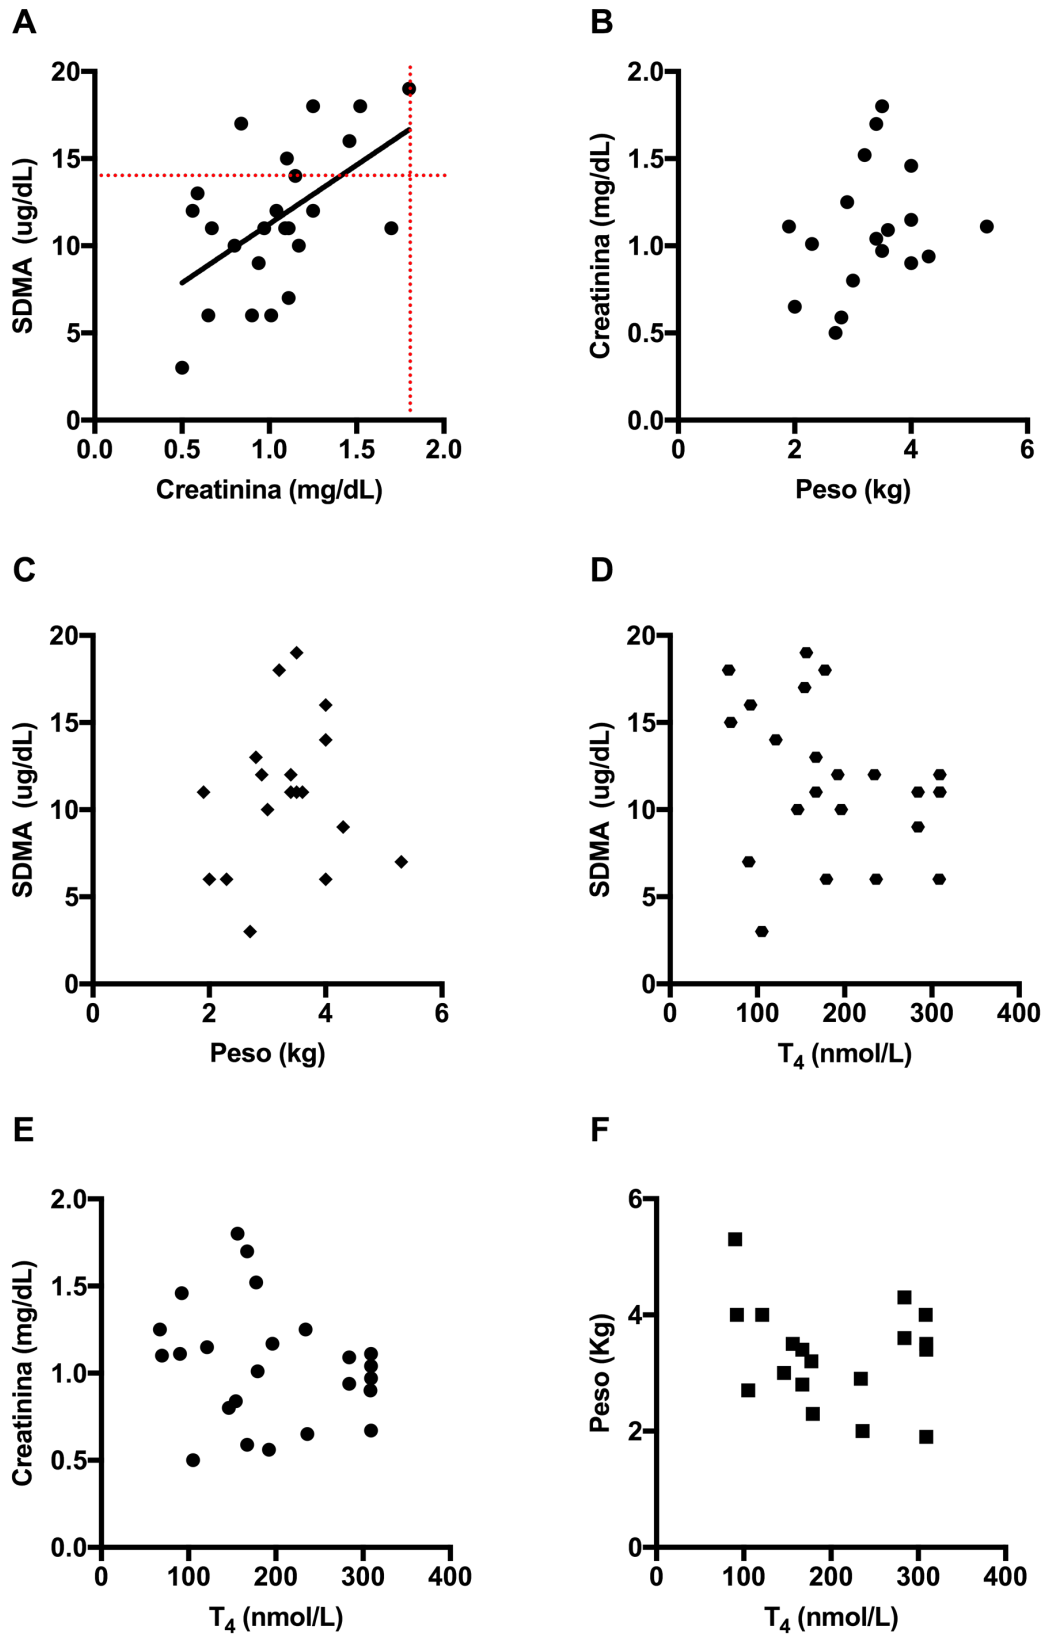 A
20
15
10
5
0
0.0 0.5 1.0 1.5 2.0
SDMA (ug/dL)
Creatinina (mg/dL)
B
2.0
1.5
1.0
0.5
0.0
0 2 4 6
Creatinina (mg/dL)
Peso (kg)
C
20
15
10
5
0
0 2 4 6
SDMA (ug/dL)
Peso (kg)
D
20
15
10
5
0
0 100 200 300 400
SDMA (ug/dL)
T4 (nmol/L)
E
2.0
1.5
1.0
0.5
0.0
0 100 200 300 400
Creatinina (mg/dL)
T4 (nmol/L)
F
6
4
2
0
0 100 200 300 400
Peso (Kg)
T4 (nmol/L)